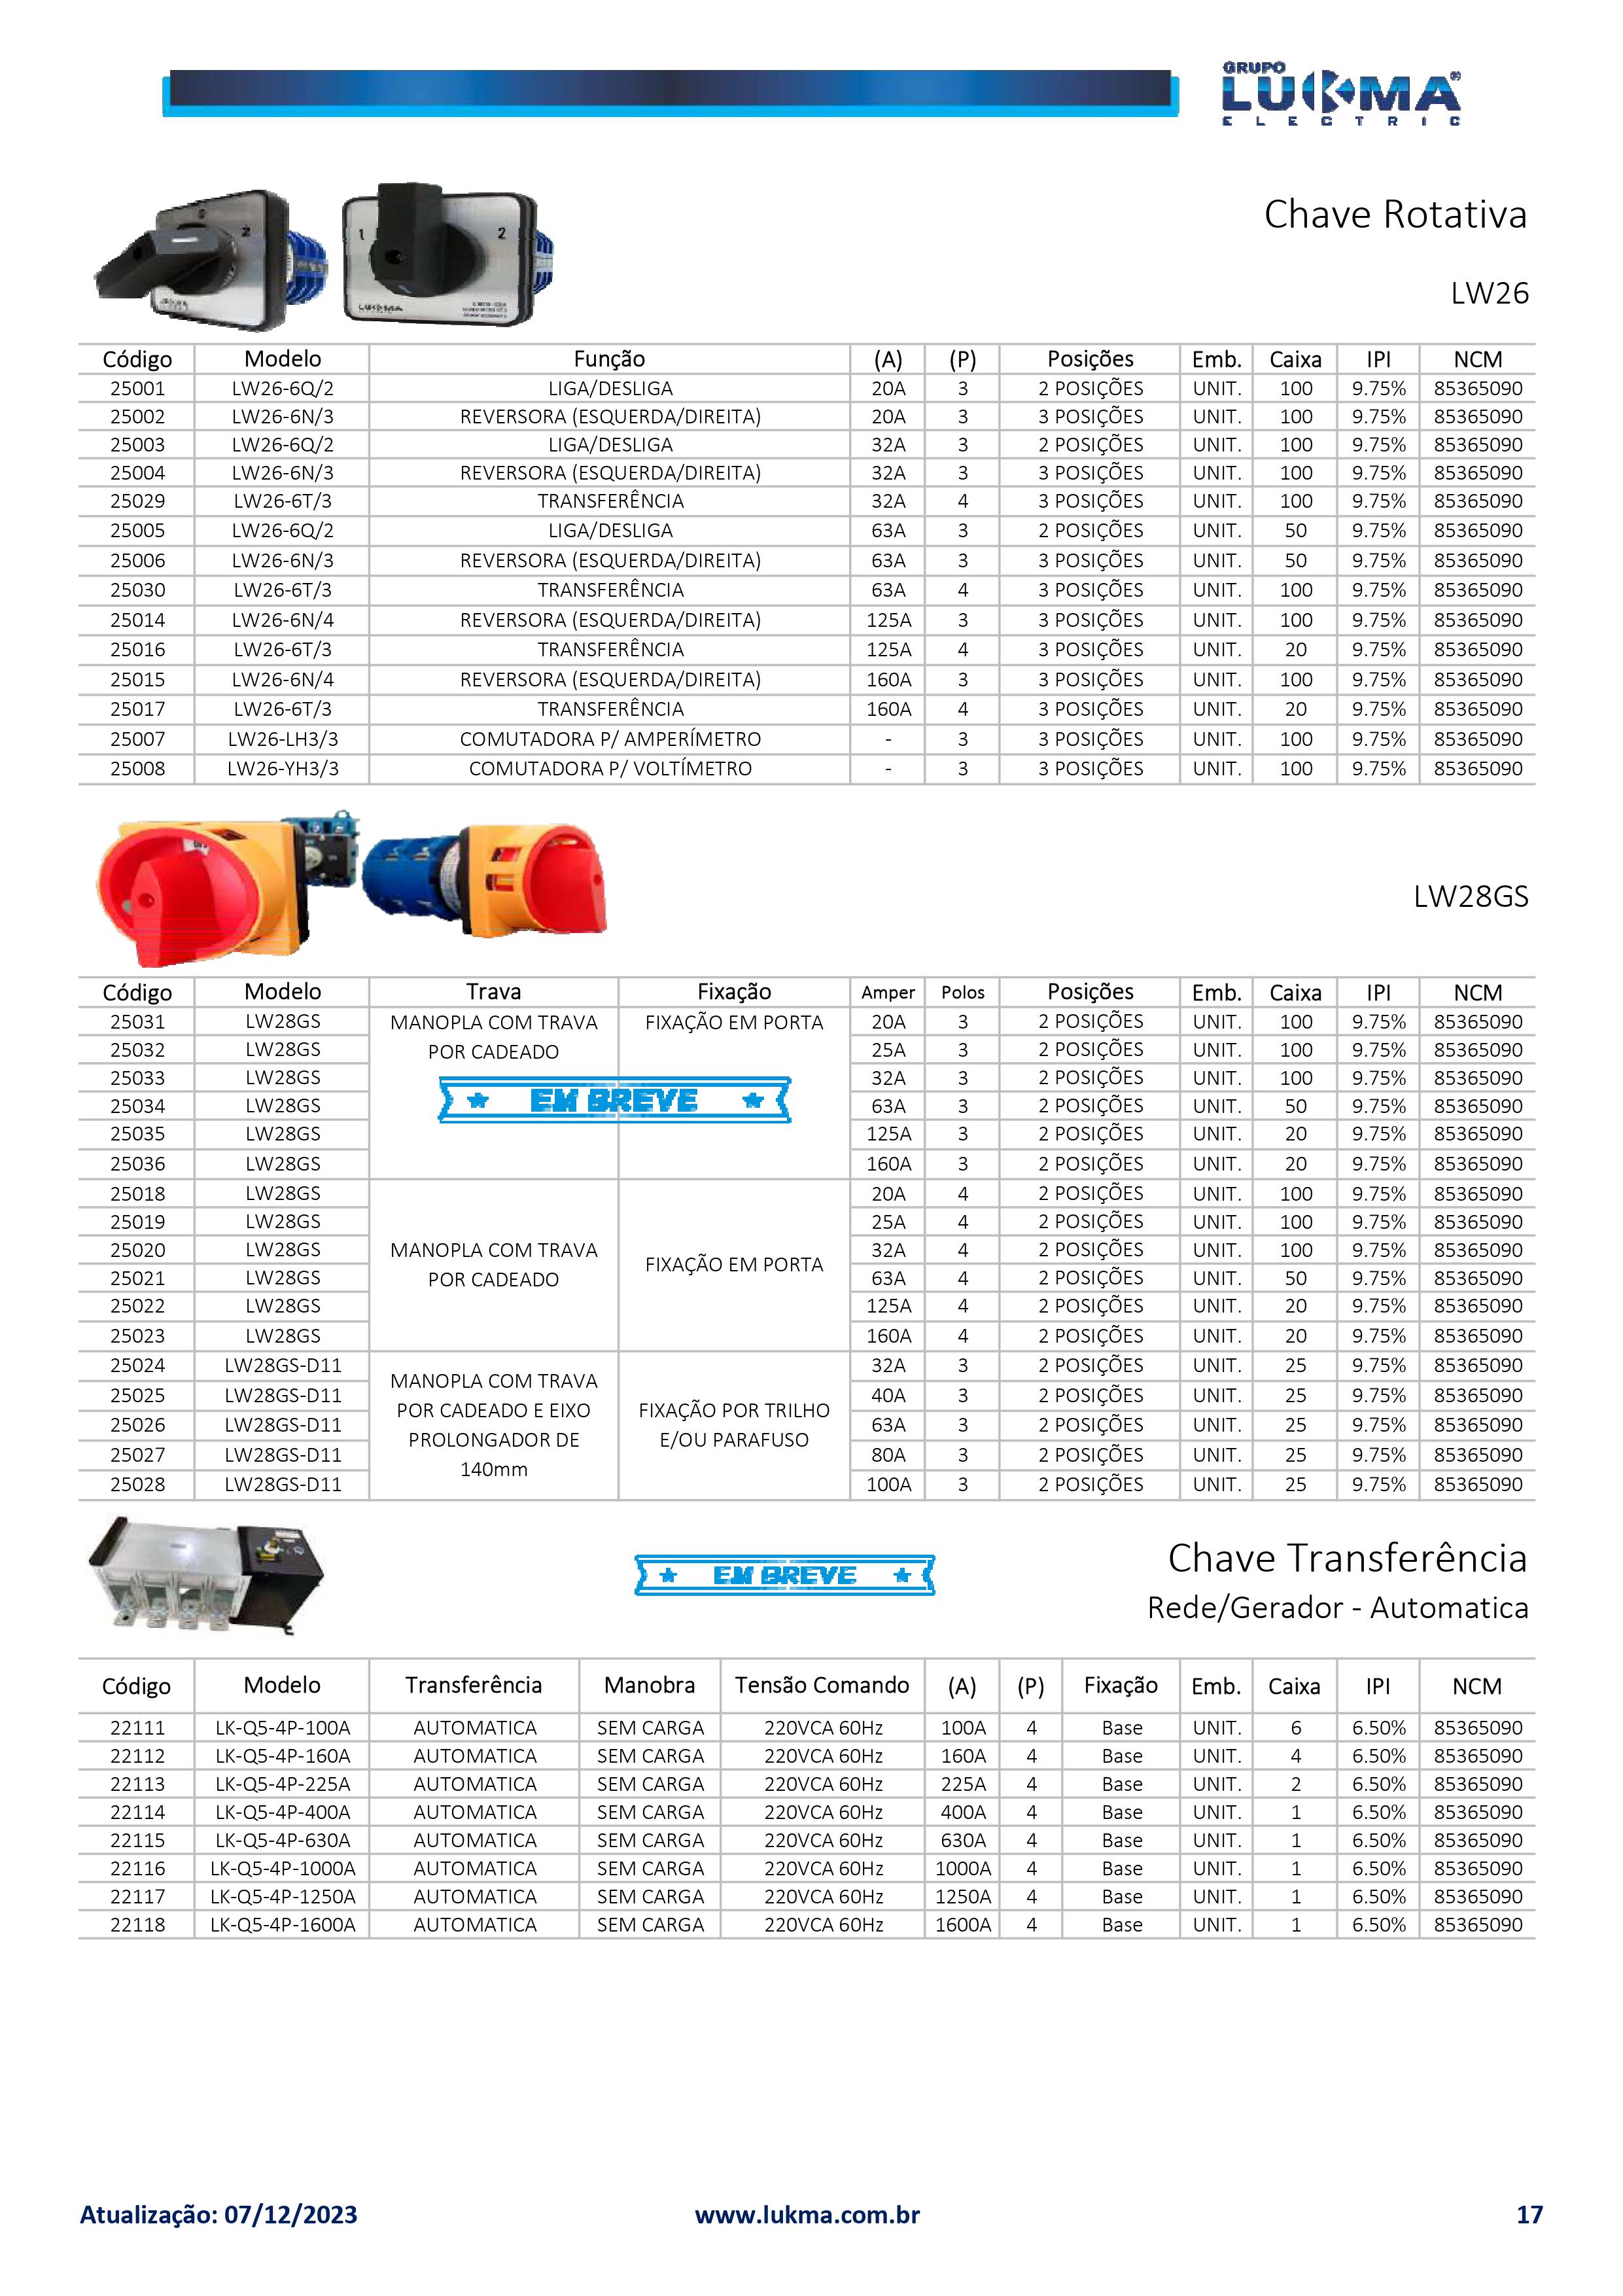 GRUPO
LUKMA®
ELECTRIC
Chave Rotativa
LW26
Código Modelo Função (A) (P) Posições Emb. Caixa IPI NCM
25001 LW26-6Q/2 LIGA/DESLIGA 20A 3 2 POSIÇÕES UNIT. 100 9.75% 85365090
25002 LW26-6N/3 REVERSORA (ESQUERDA/DIREITA) 20A 3 3 POSIÇÕES UNIT. 100 9.75% 85365090
25003 LW26-6Q/2 LIGA/DESLIGA 32A 3 2 POSIÇÕES UNIT. 100 9.75% 85365090
25004 LW26-6N/3 REVERSORA (ESQUERDA/DIREITA) 32A 3 3 POSIÇÕES UNIT. 100 9.75% 85365090
25029 LW26-6T/3 TRANSFERÊNCIA 32A 4 3 POSIÇÕES UNIT. 100 9.75% 85365090
25005 LW26-6Q/2 LIGA/DESLIGA 63A 3 2 POSIÇÕES UNIT. 50 9.75% 85365090
25006 LW26-6N/3 REVERSORA (ESQUERDA/DIREITA) 63A 3 3 POSIÇÕES UNIT. 50 9.75% 85365090
25030 LW26-6T/3 TRANSFERÊNCIA 63A 4 3 POSIÇÕES UNIT. 100 9.75% 85365090
25014 LW26-6N/4 REVERSORA (ESQUERDA/DIREITA) 125A 3 3 POSIÇÕES UNIT. 100 9.75% 85365090
25016 LW26-6T/3 TRANSFERÊNCIA 125A 4 3 POSIÇÕES UNIT. 20 9.75% 85365090
25015 LW26-6N/4 REVERSORA (ESQUERDA/DIREITA) 160A 3 3 POSIÇÕES UNIT. 100 9.75% 85365090
25017 LW26-6T/3 TRANSFERÊNCIA 160A 4 3 POSIÇÕES UNIT. 20 9.75% 85365090
25007 LW26-LH3/3 COMUTADORA P/ AMPERÍMETRO - 3 3 POSIÇÕES UNIT. 100 9.75% 85365090
25008 LW26-YH3/3 COMUTADORA P/ VOLTÍMETRO - 3 3 POSIÇÕES UNIT. 100 9.75% 85365090
LW28GS
Código Modelo Trava Fixação Amper Polos Posições Emb. Caixa IPI NCM
25031 LW28GS MANOPLA COM TRAVA FIXAÇÃO EM PORTA 20A 3 2 POSIÇÕES UNIT. 100 9.75% 85365090
25032 LW28GS POR CADEADO 25A 3 2 POSIÇÕES UNIT. 100 9.75% 85365090
25033 LW28GS 32A 3 2 POSIÇÕES UNIT. 100 9.75% 85365090
EM BREVE
25034 LW28GS 63A 3 2 POSIÇÕES UNIT. 50 9.75% 85365090
25035 LW28GS 125A 3 2 POSIÇÕES UNIT. 20 9.75% 85365090
25036 LW28GS 160A 3 2 POSIÇÕES UNIT. 20 9.75% 85365090
25018 LW28GS 20A 4 2 POSIÇÕES UNIT. 100 9.75% 85365090
25019 LW28GS 25A 4 2 POSIÇÕES UNIT. 100 9.75% 85365090
25020 LW28GS MANOPLA COM TRAVA 32A 4 2 POSIÇÕES UNIT. 100 9.75% 85365090
FIXAÇÃO EM PORTA
25021 LW28GS POR CADEADO 63A 4 2 POSIÇÕES UNIT. 50 9.75% 85365090
25022 LW28GS 125A 4 2 POSIÇÕES UNIT. 20 9.75% 85365090
25023 LW28GS 160A 4 2 POSIÇÕES UNIT. 20 9.75% 85365090
25024 LW28GS-D11 32A 3 2 POSIÇÕES UNIT. 25 9.75% 85365090
MANOPLA COM TRAVA
25025 LW28GS-D11 40A 3 2 POSIÇÕES UNIT. 25 9.75% 85365090
POR CADEADO E EIXO FIXAÇÃO POR TRILHO
25026 LW28GS-D11 63A 3 2 POSIÇÕES UNIT. 25 9.75% 85365090
PROLONGADOR DE E/OU PARAFUSO
25027 LW28GS-D11 80A 3 2 POSIÇÕES UNIT. 25 9.75% 85365090
140mm
25028 LW28GS-D11 100A 3 2 POSIÇÕES UNIT. 25 9.75% 85365090
Chave Transferência
EM BREVE
Rede/Gerador - Automatica
Código Modelo Transferência Manobra Tensão Comando (A) (P) Fixação Emb. Caixa IPI NCM
22111 LK-Q5-4P-100A AUTOMATICA SEM CARGA 220VCA 60Hz 100A 4 Base UNIT. 6 6.50% 85365090
22112 LK-Q5-4P-160A AUTOMATICA SEM CARGA 220VCA 60Hz 160A 4 Base UNIT. 4 6.50% 85365090
22113 LK-Q5-4P-225A AUTOMATICA SEM CARGA 220VCA 60Hz 225A 4 Base UNIT. 2 6.50% 85365090
22114 LK-Q5-4P-400A AUTOMATICA SEM CARGA 220VCA 60Hz 400A 4 Base UNIT. 1 6.50% 85365090
22115 LK-Q5-4P-630A AUTOMATICA SEM CARGA 220VCA 60Hz 630A 4 Base UNIT. 1 6.50% 85365090
22116 LK-Q5-4P-1000A AUTOMATICA SEM CARGA 220VCA 60Hz 1000A 4 Base UNIT. 1 6.50% 85365090
22117 LK-Q5-4P-1250A AUTOMATICA SEM CARGA 220VCA 60Hz 1250A 4 Base UNIT. 1 6.50% 85365090
22118 LK-Q5-4P-1600A AUTOMATICA SEM CARGA 220VCA 60Hz 1600A 4 Base UNIT. 1 6.50% 85365090
Atualização: 07/12/2023 www.lukma.com.br 17